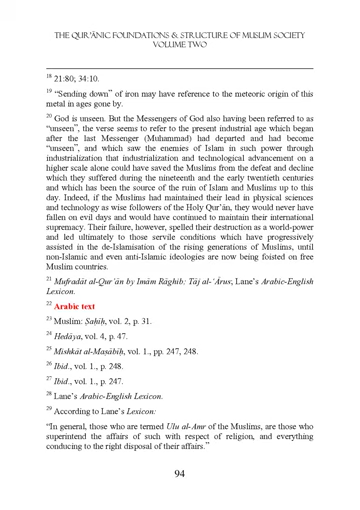 THE QUR'ĀNIC FOUNDATIONS & STRUCTURE OF MUSLIM SOCIETY
VOLUME TWO
18 21:80; 34:10.
19 “Sending down” of iron may have reference to the meteoric origin of this
metal in ages gone by.
20 God is unseen. But the Messengers of God also having been referred to as
“unseen”, the verse seems to refer to the present industrial age which began
after the last Messenger (Muhammad) had departed and had become
“unseen”, and which saw the enemies of Islam in such power through
industrialization that industrialization and technological advancement on a
higher scale alone could have saved the Muslims from the defeat and decline
which they suffered during the nineteenth and the early twentieth centuries
and which has been the source of the ruin of Islam and Muslims up to this
day. Indeed, if the Muslims had maintained their lead in physical sciences
and technology as wise followers of the Holy Qur’ān, they would never have
fallen on evil days and would have continued to maintain their international
supremacy. Their failure, however, spelled their destruction as a world-power
and led ultimately to those servile conditions which have progressively
assisted in the de-Islamisation of the rising generations of Muslims, until
non-Islamic and even anti-Islamic ideologies are now being foisted on free
Muslim countries.
21 Mufradāt al-Qur’ān by Imām Rāghib; Tāj al-‘Arus, Lane’s Arabic-English
Lexicon.
22 Arabic text
23 Muslim: Ṣaḥīḥ, vol. 2, p. 31.
24 Hedāya, vol. 4, p. 47.
25 Mishkāt al-Maṣābīḥ, vol. 1., pp. 247, 248.
26 Ibid., vol. 1., p. 248.
27 Ibid., vol. 1., p. 247.
28 Lane’s Arabic-English Lexicon.
29 According to Lane’s Lexicon:
“In general, those who are termed Ulu al-Amr of the Muslims, are those who
superintend the affairs of such with respect of religion, and everything
conducing to the right disposal of their affairs.”
94